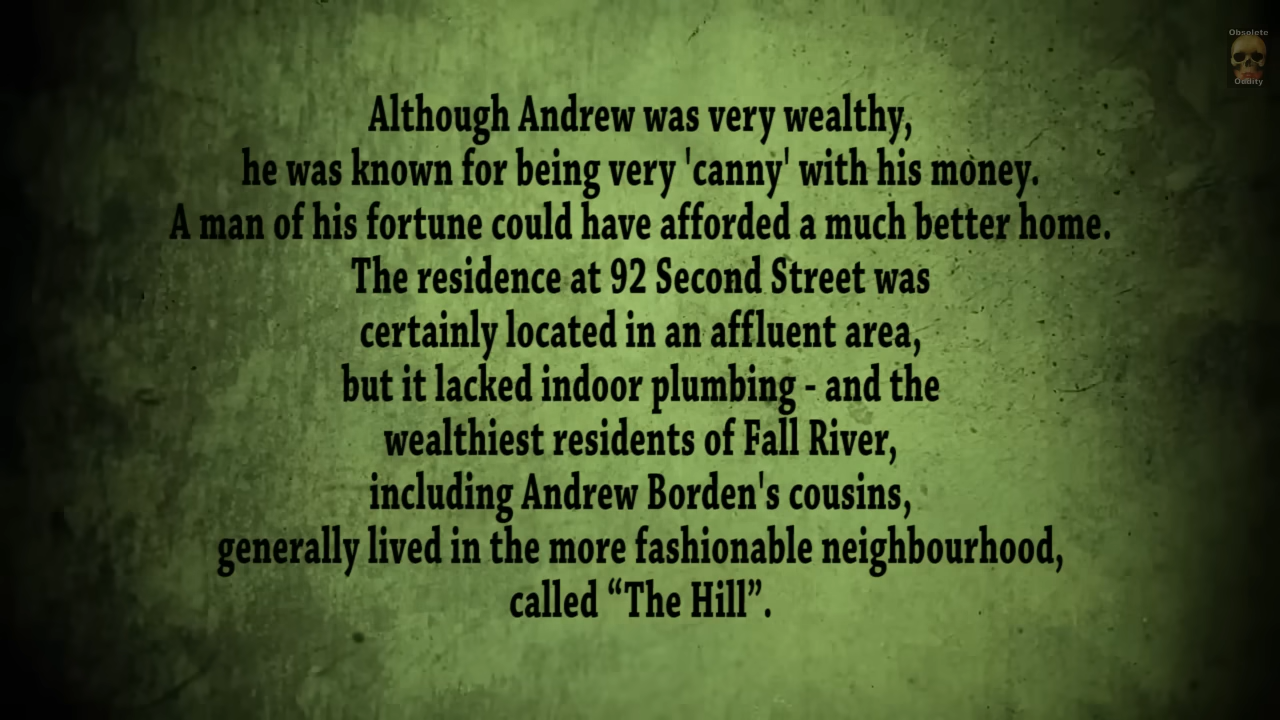 Obsolete
Oddity
Although Andrew was very wealthy,
he was known for being very 'canny' with his money.
A man of his fortune could have afforded a much better home.
The residence at 92 Second Street was
certainly located in an affluent area,
but it lacked indoor plumbing - and the
wealthiest residents of Fall River,
including Andrew Borden's cousins,
generally lived in the more fashionable neighbourhood,
called “The Hill”.